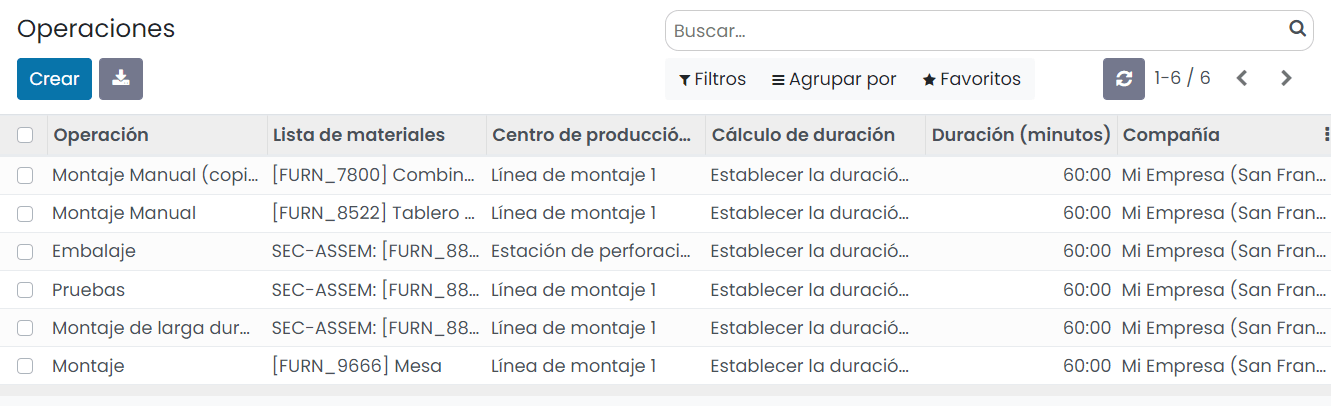 Operaciones
Buscar...
Crear
Filtros Agrupar por Favoritos 1-6 / 6
Operación Lista de materiales Centro de producció... Cálculo de duración Duración (minutos) Compañía
Montaje Manual (copi... [FURN_7800] Combin... Línea de montaje 1 Establecer la duració... 60:00 Mi Empresa (San Fran...
Montaje Manual [FURN_8522] Tablero ... Línea de montaje 1 Establecer la duració... 60:00 Mi Empresa (San Fran...
Embalaje SEC-ASSEM: [FURN_88... Estación de perforaci... Establecer la duració... 60:00 Mi Empresa (San Fran...
Pruebas SEC-ASSEM: [FURN_88... Línea de montaje 1 Establecer la duració... 60:00 Mi Empresa (San Fran...
Montaje de larga dur... SEC-ASSEM: [FURN_88... Línea de montaje 1 Establecer la duració... 60:00 Mi Empresa (San Fran...
Montaje [FURN_9666] Mesa Línea de montaje 1 Establecer la duració... 60:00 Mi Empresa (San Fran...